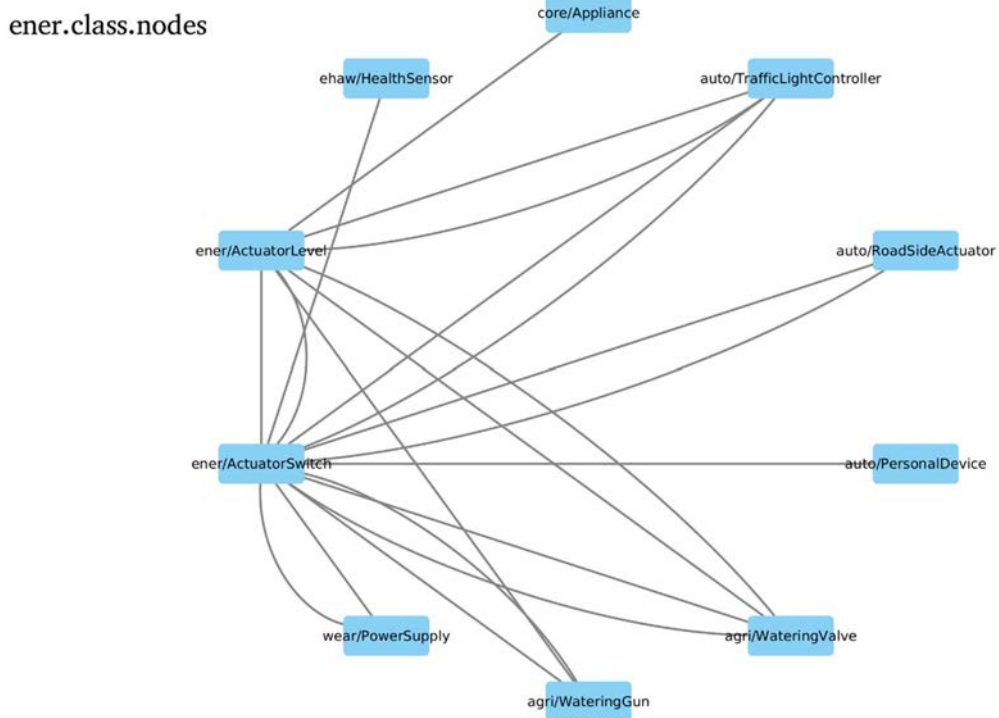 ener.class.nodes
core/Appliance
ehaw/HealthSensor
auto/TrafficLightController
ener/ActuatorLevel
auto/RoadSideActuator
ener/ActuatorSwitch
auto/PersonalDevice
wear/PowerSupply
agri/WateringValve
agri/WateringGun